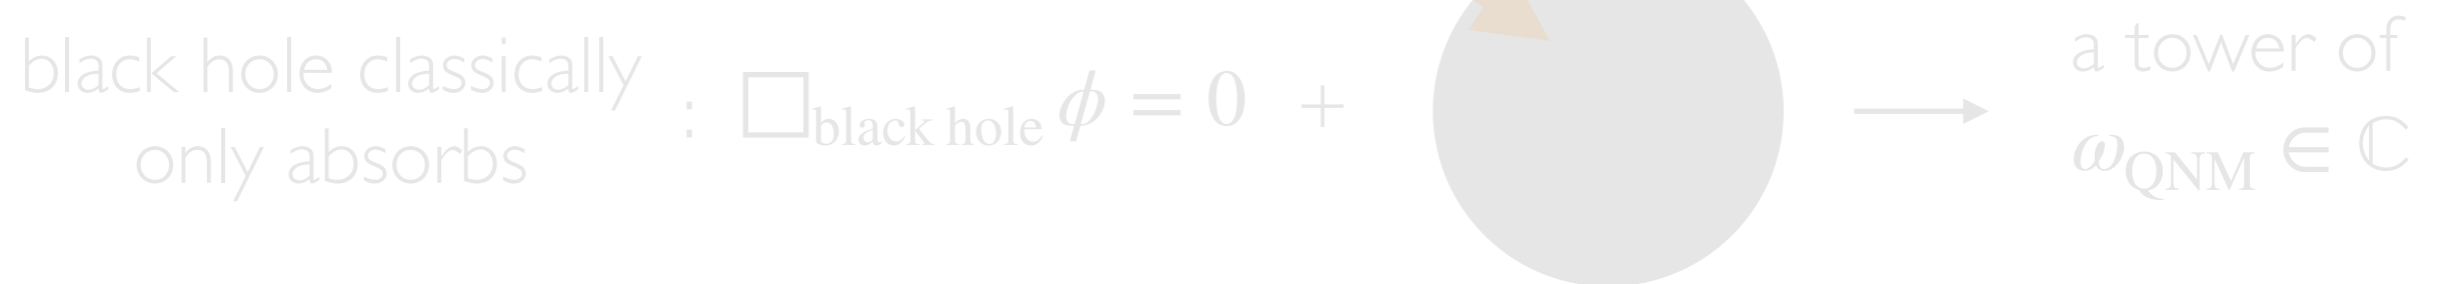 black hole classically
only absorbs
: □black hole ϕ = 0 +
a tower of
ωQNM ∈ ℂ